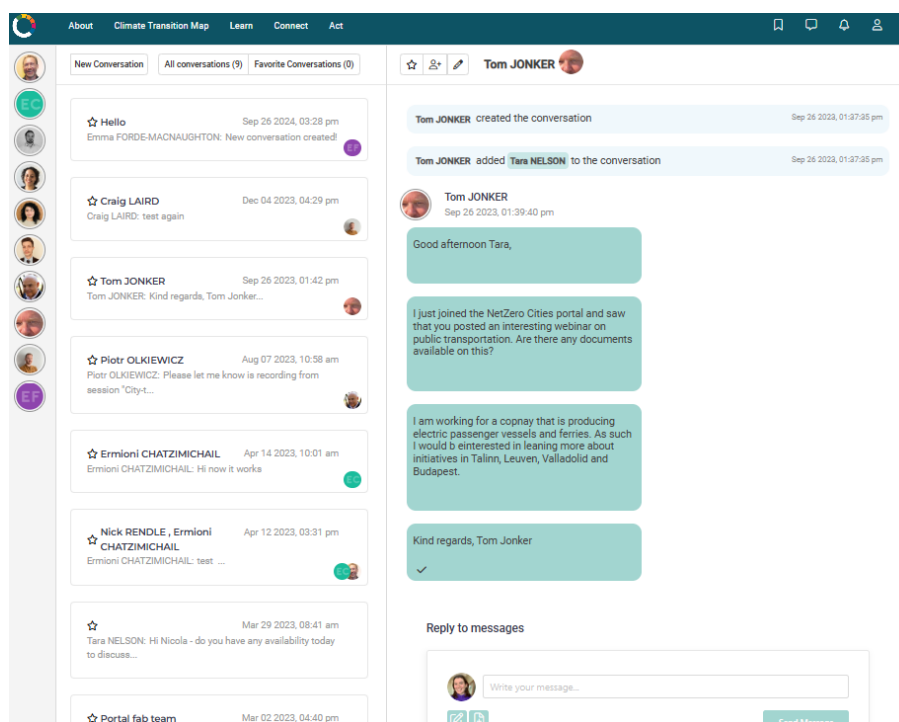 About Climate Transition Map Learn Connect Act
New Conversation All conversations (9) Favorite Conversations (0)
Hello Sep 26 2024, 03:28 pm
Emma FORDE-MACNAUGHTON: New conversation created!
EF
Craig LAIRD Dec 04 2023, 04:29 pm
Craig LAIRD: test again
Tom JONKER Sep 26 2023, 01:42 pm
Tom JONKER: Kind regards, Tom Jonker...
Piotr OLKIEWICZ Aug 07 2023, 10:58 am
Piotr OLKIEWICZ: Please let me know is recording from
session "City-t...
Ermioni CHATZIMICHAIL Apr 14 2023, 10:01 am
Ermioni CHATZIMICHAIL: Hi now it works
EC
Nick RENDLE , Ermioni Apr 12 2023, 03:31 pm
CHATZIMICHAIL
Ermioni CHATZIMICHAIL: test ...
EC
Mar 29 2023, 08:41 am
Tara NELSON: Hi Nicola - do you have any availability today
to discuss...
Portal fab team Mar 02 2023, 04:40 pm
EC
EF
Tom JONKER
Tom JONKER created the conversation Sep 26 2023, 01:37:35 pm
Tom JONKER added Tara NELSON to the conversation Sep 26 2023, 01:37:35 pm
Tom JONKER
Sep 26 2023, 01:39:40 pm
Good afternoon Tara,
I just joined the NetZero Cities portal and saw
that you posted an interesting webinar on
public transportation. Are there any documents
available on this?
I am working for a copnay that is producing
electric passenger vessels and ferries. As such
I would b einterested in leaning more about
initiatives in Talinn, Leuven, Valladolid and
Budapest.
Kind regards, Tom Jonker
Reply to messages
Write your message...
Send Message